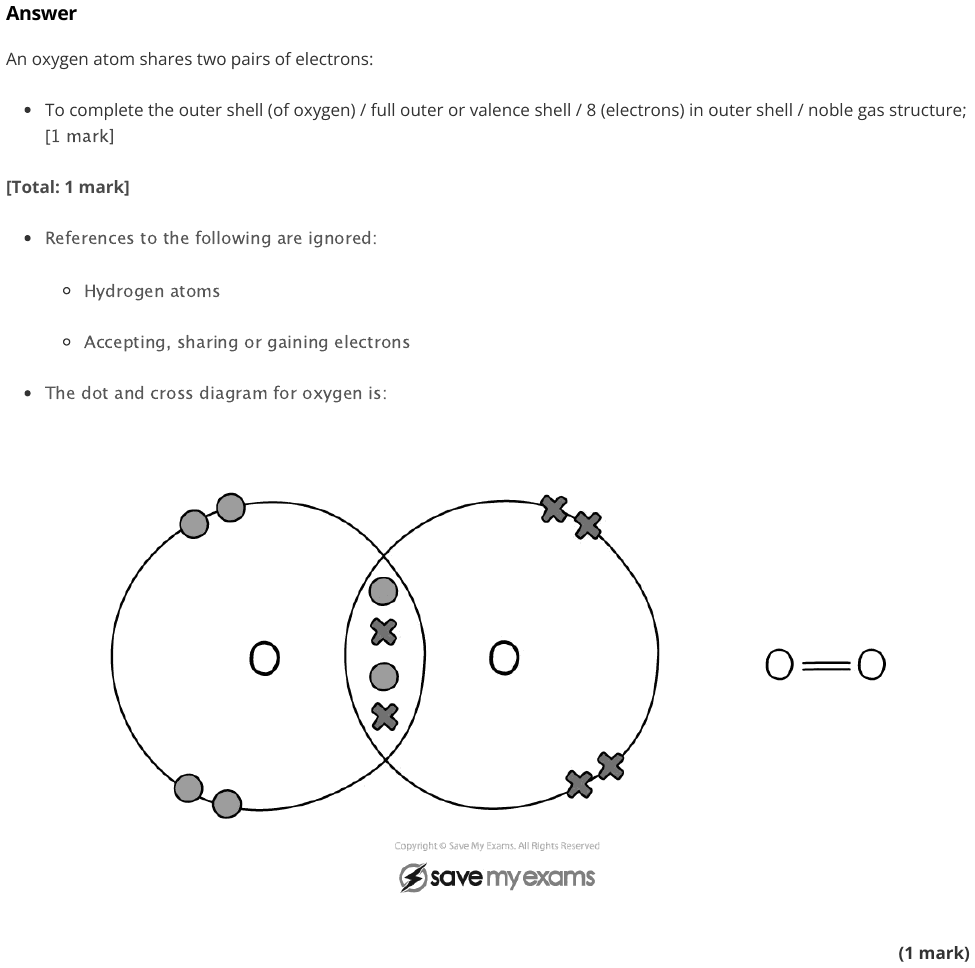 Answer
An oxygen atom shares two pairs of electrons:
• To complete the outer shell (of oxygen) / full outer or valence shell / 8 (electrons) in outer shell / noble gas structure;
[1 mark]
[Total: 1 mark]
• References to the following are ignored:
○ Hydrogen atoms
○ Accepting, sharing or gaining electrons
• The dot and cross diagram for oxygen is:
O O O=O
Copyright © Save My Exams. All Rights Reserved
save my exams
(1 mark)